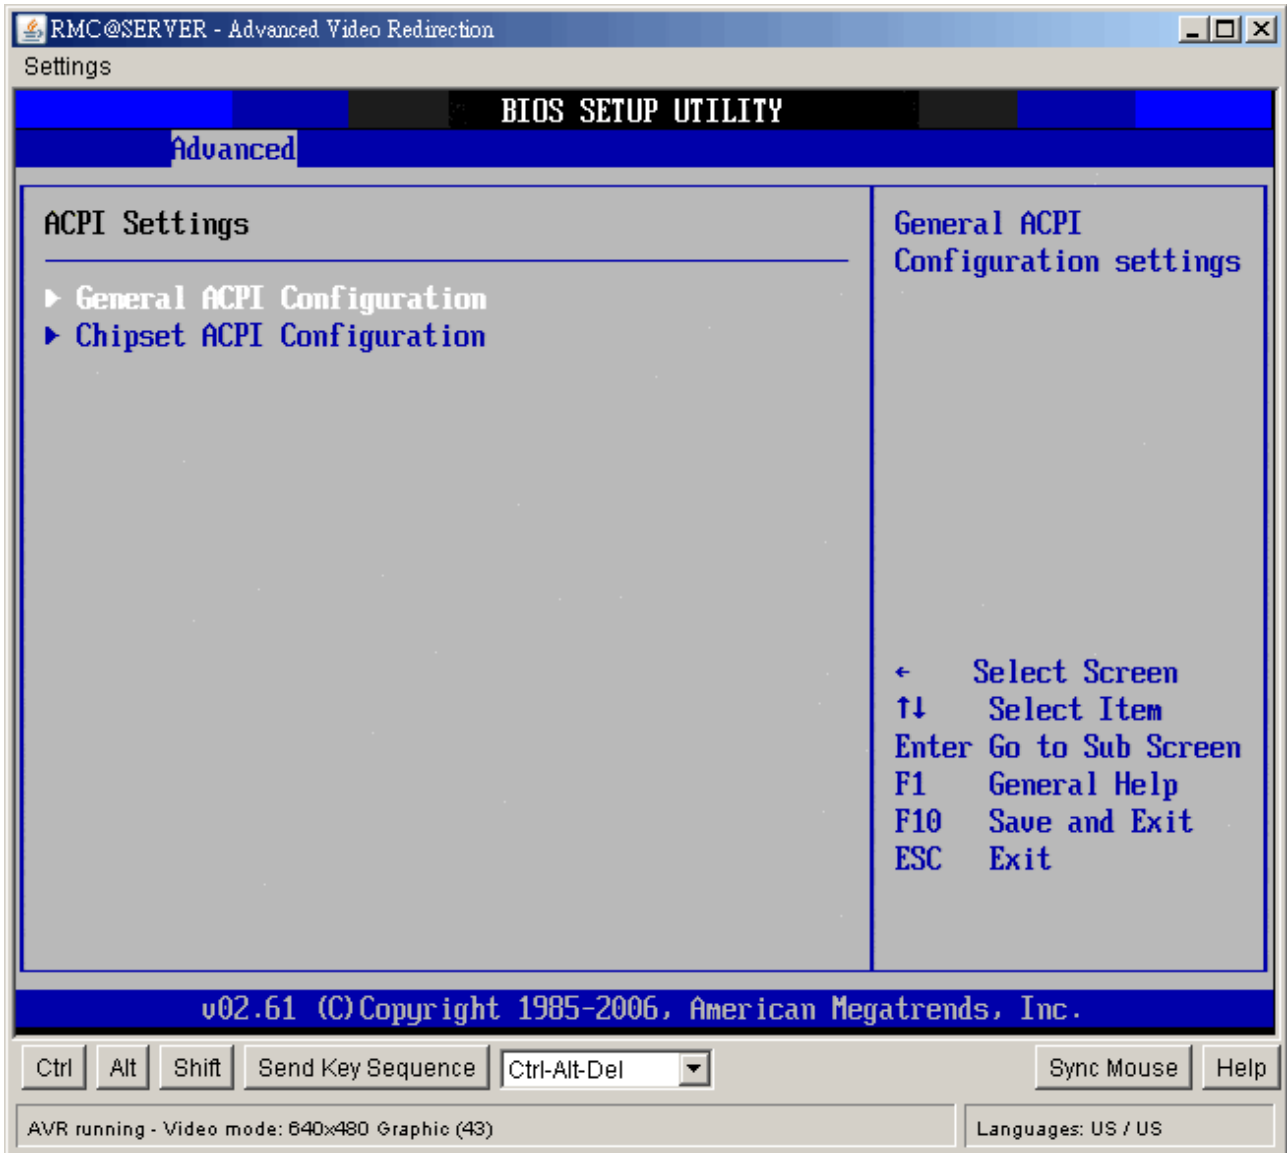 RMC@SERVER - Advanced Video Redirection
Settings
BIOS SETUP UTILITY
Advanced
ACPI Settings
General ACPI Configuration
Chipset ACPI Configuration
General ACPI
Configuration settings
← Select Screen
↑↓ Select Item
Enter Go to Sub Screen
F1 General Help
F10 Save and Exit
ESC Exit
v02.61 (C)Copyright 1985-2006, American Megatrends, Inc.
Ctrl Alt Shift Send Key Sequence Ctrl-Alt-Del Sync Mouse Help
AVR running - Video mode: 640x480 Graphic (43) Languages: US / US